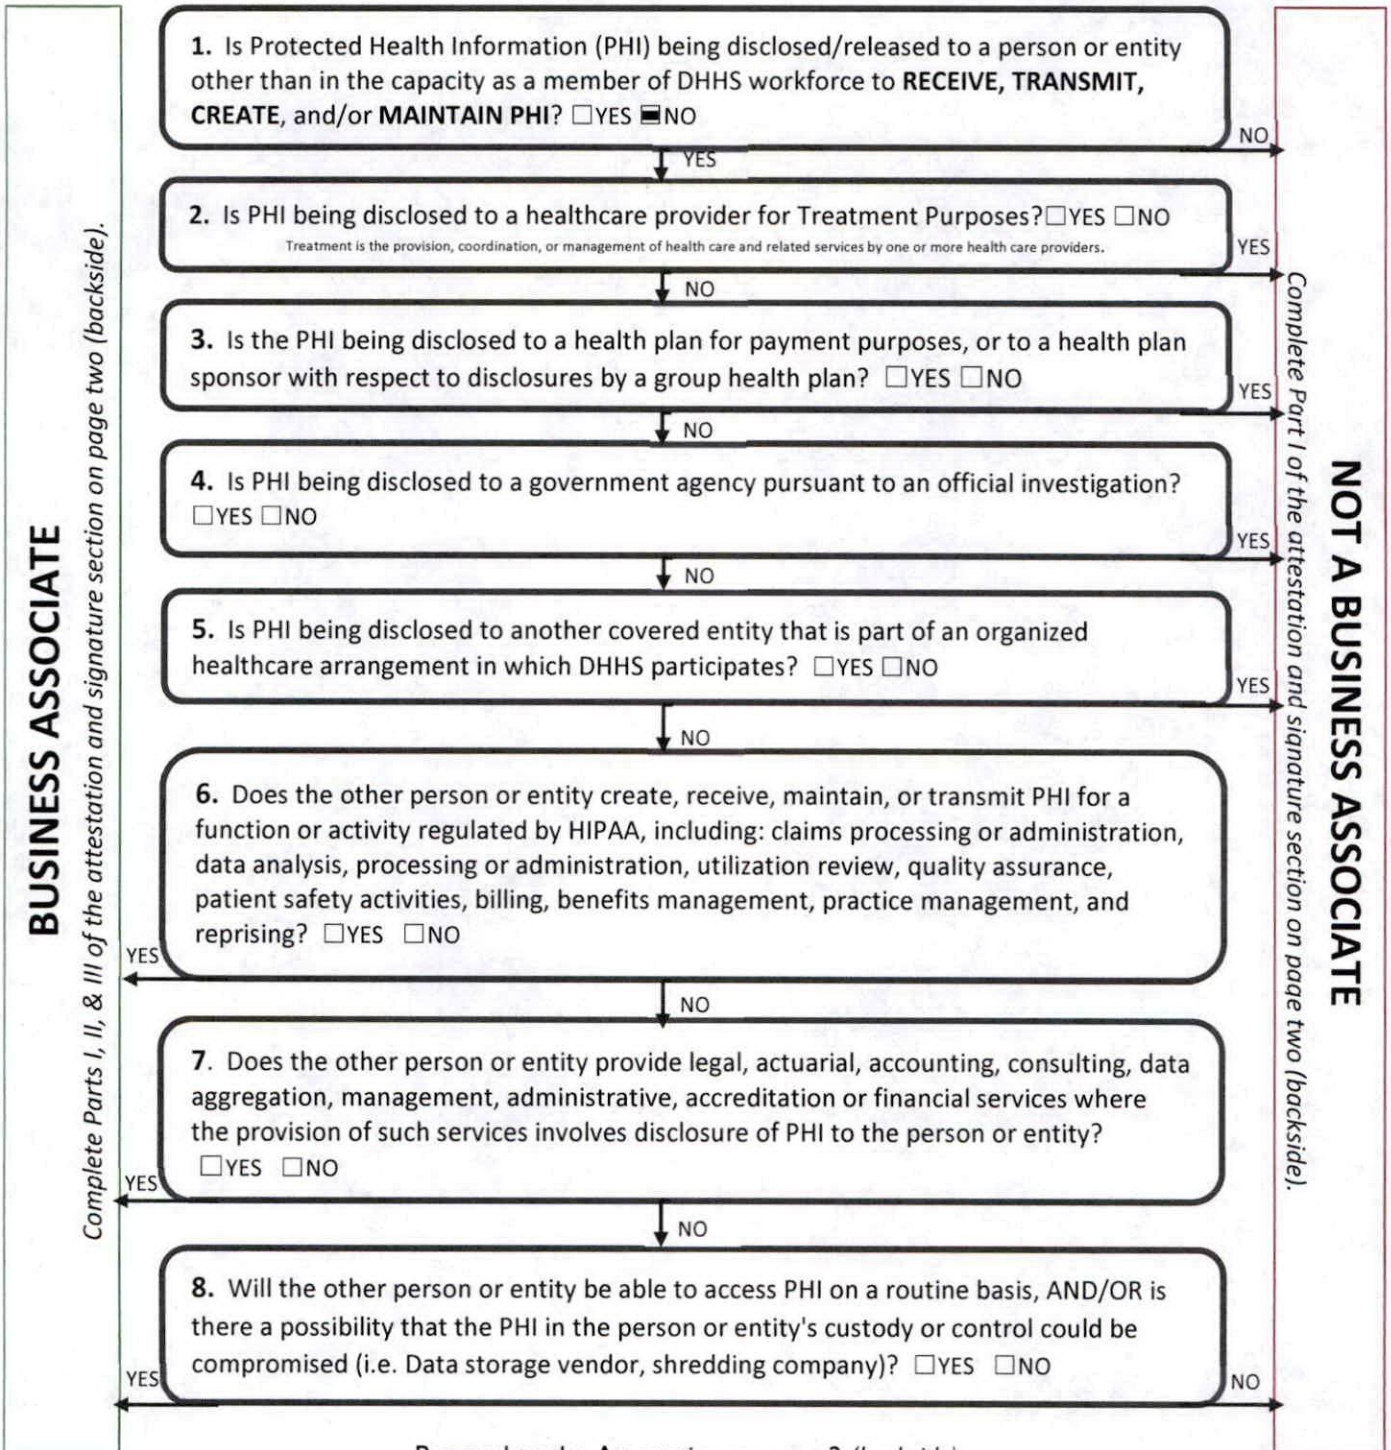 1. Is Protected Health Information (PHI) being disclosed/released to a person or entity
other than in the capacity as a member of DHHS workforce to RECEIVE, TRANSMIT,
CREATE, and/or MAINTAIN PHI? ☐YES ☒NO
NO
YES
2. Is PHI being disclosed to a healthcare provider for Treatment Purposes?☐YES ☐NO
Treatment is the provision, coordination, or management of health care and related services by one or more health care providers.
YES
NO
3. Is the PHI being disclosed to a health plan for payment purposes, or to a health plan
sponsor with respect to disclosures by a group health plan? ☐YES ☐NO
YES
NO
4. Is PHI being disclosed to a government agency pursuant to an official investigation?
☐YES ☐NO
YES
NO
5. Is PHI being disclosed to another covered entity that is part of an organized
healthcare arrangement in which DHHS participates? ☐YES ☐NO
YES
NO
6. Does the other person or entity create, receive, maintain, or transmit PHI for a
function or activity regulated by HIPAA, including: claims processing or administration,
data analysis, processing or administration, utilization review, quality assurance,
patient safety activities, billing, benefits management, practice management, and
reprising? ☐YES ☐NO
YES
NO
7. Does the other person or entity provide legal, actuarial, accounting, consulting, data
aggregation, management, administrative, accreditation or financial services where
the provision of such services involves disclosure of PHI to the person or entity?
☐YES ☐NO
YES
NO
8. Will the other person or entity be able to access PHI on a routine basis, AND/OR is
there a possibility that the PHI in the person or entity's custody or control could be
compromised (i.e. Data storage vendor, shredding company)? ☐YES ☐NO
YES
NO
BUSINESS ASSOCIATE
Complete Parts I, II, & III of the attestation and signature section on page two (backside).
Complete Part I of the attestation and signature section on page two (backside).
NOT A BUSINESS ASSOCIATE